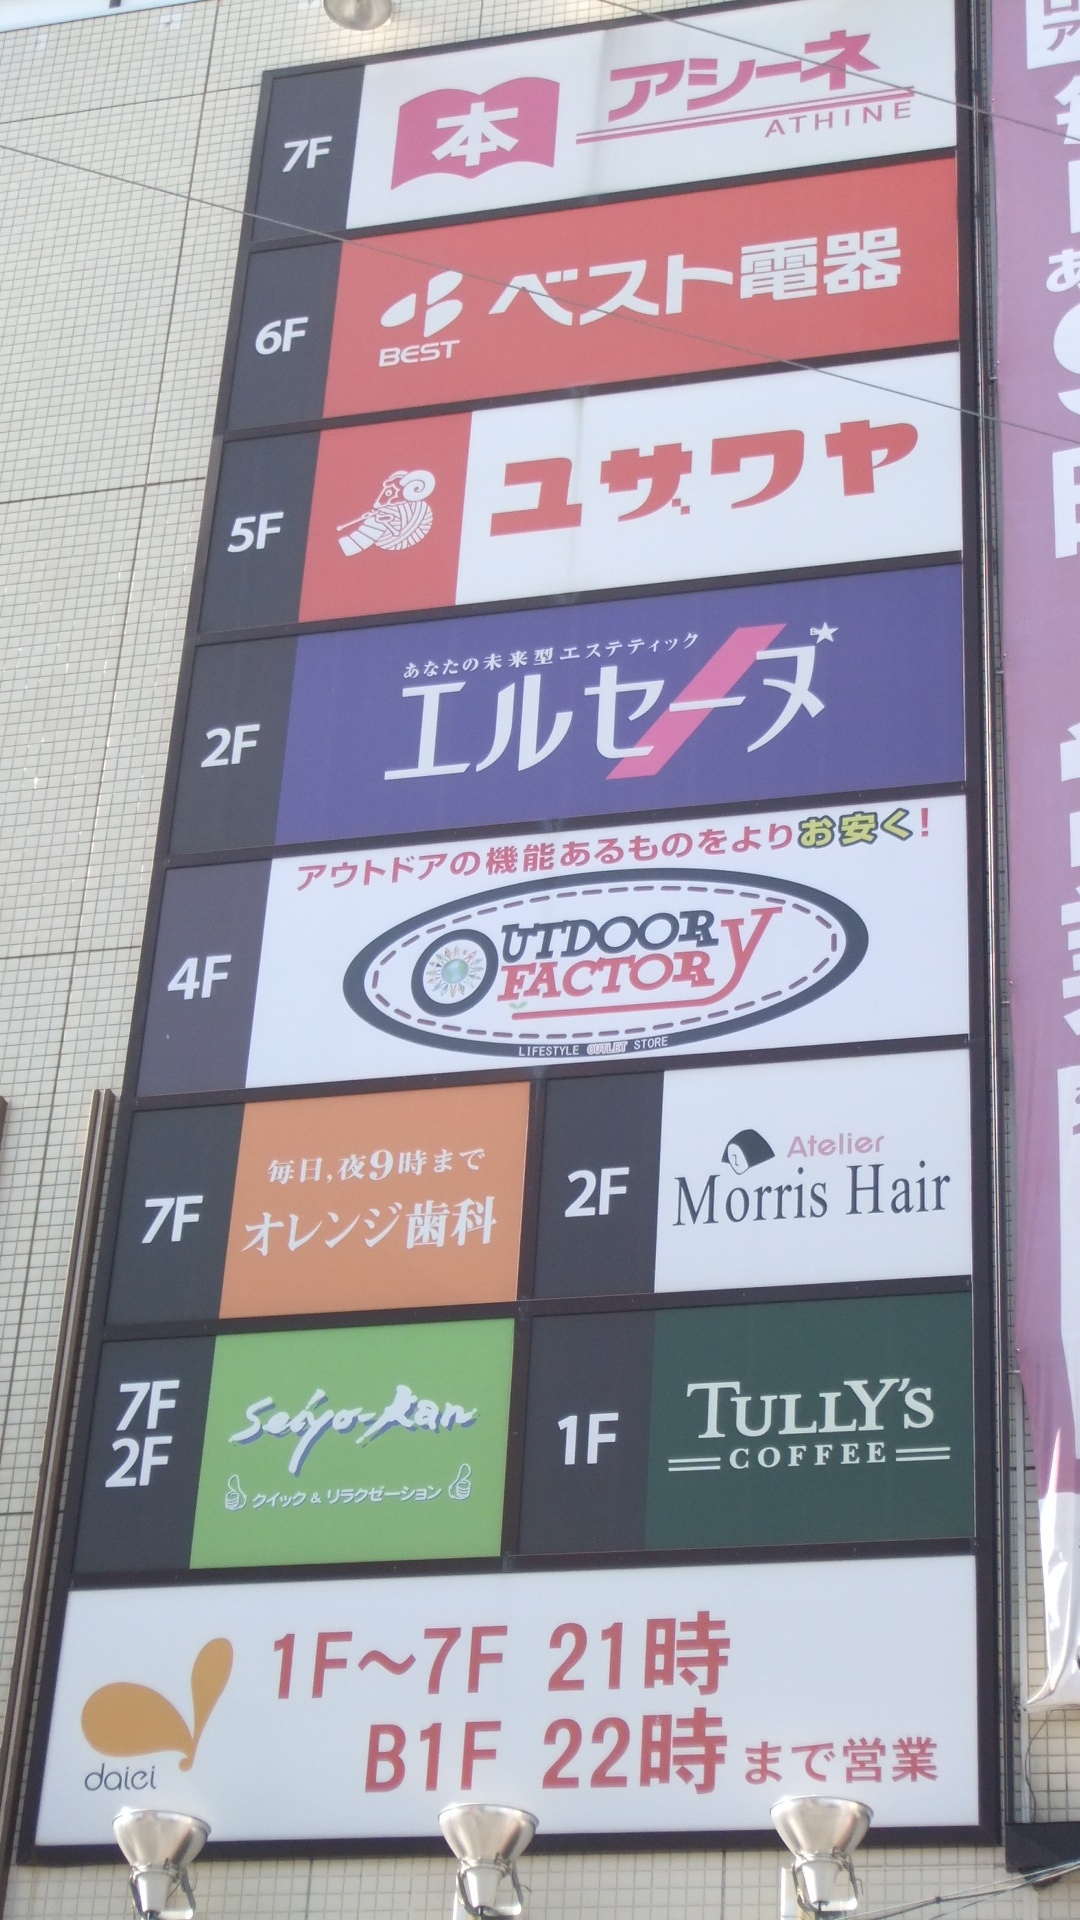 7F
本
アシーネ
ATHINE
6F
BEST
ベスト電器
5F
ユザワヤ
2F
あなたの未来型エステティック
エルセーヌ
4F
アウトドアの機能あるものをよりお安く!
OUTDOOR
FACTORY
LIFESTYLE OUTLET STORE
7F
毎日,夜9時まで
オレンジ歯科
2F
Atelier
Morris Hair
7F
2F
Seiyo-kan
クイック & リラクゼーション
1F
TULLY'S
COFFEE
daiei
1F~7F 21時
B1F 22時まで営業